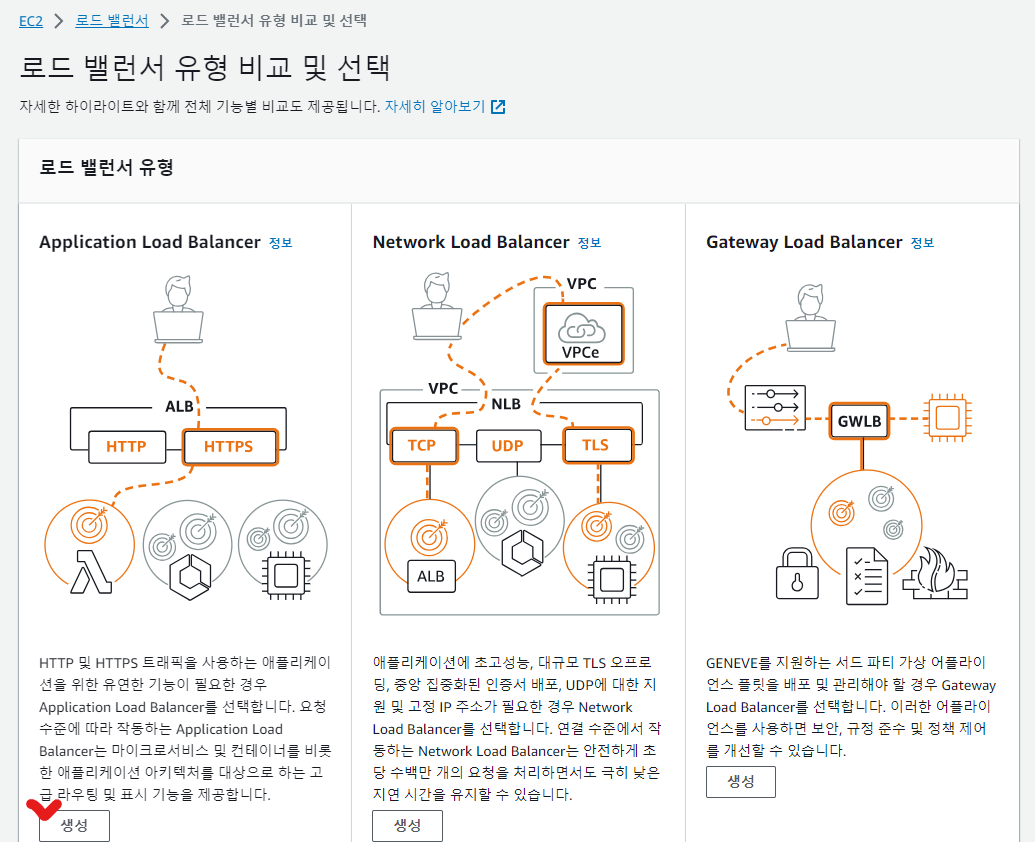 EC2 > 로드 밸런서 > 로드 밸런서 유형 비교 및 선택
로드 밸런서 유형 비교 및 선택
자세한 하이라이트와 함께 전체 기능별 비교도 제공됩니다. 자세히 알아보기
로드 밸런서 유형
Application Load Balancer 정보
ALB
HTTP
HTTPS
HTTP 및 HTTPS 트래픽을 사용하는 애플리케이
션을 위한 유연한 기능이 필요한 경우
Application Load Balancer를 선택합니다. 요청
수준에 따라 작동하는 Application Load
Balancer는 마이크로서비스 및 컨테이너를 비롯
한 애플리케이션 아키텍처를 대상으로 하는 고
급 라우팅 및 표시 기능을 제공합니다.
생성
Network Load Balancer 정보
VPC
VPCe
VPC
NLB
TCP
UDP
TLS
ALB
애플리케이션에 초고성능, 대규모 TLS 오프로
딩, 중앙 집중화된 인증서 배포, UDP에 대한 지
원 및 고정 IP 주소가 필요한 경우 Network
Load Balancer를 선택합니다. 연결 수준에서 작
동하는 Network Load Balancer는 안전하게 초
당 수백만 개의 요청을 처리하면서도 극히 낮은
지연 시간을 유지할 수 있습니다.
생성
Gateway Load Balancer 정보
GWLB
GENEVE를 지원하는 서드 파티 가상 어플라이
언스 플릿을 배포 및 관리해야 할 경우 Gateway
Load Balancer를 선택합니다. 이러한 어플라이
언스를 사용하면 보안, 규정 준수 및 정책 제어
를 개선할 수 있습니다.
생성